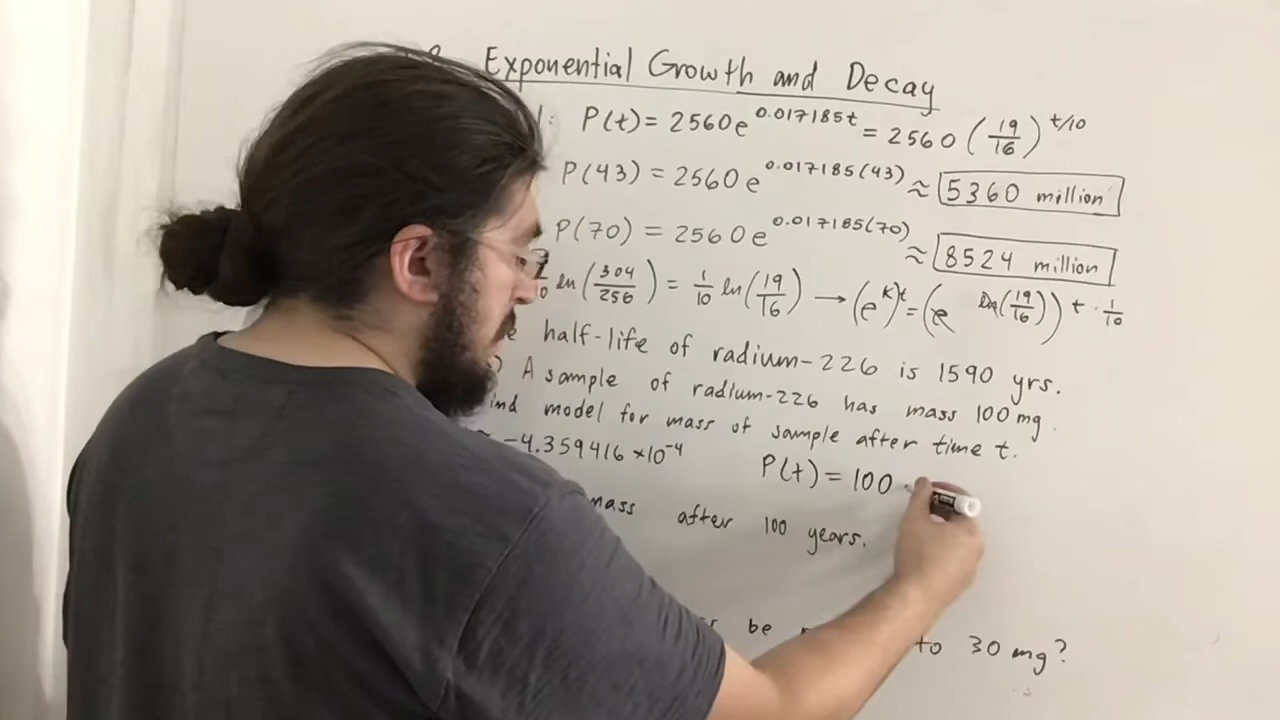 Exponential Growth and Decay
1: P(t) = 2560e^0.017185t = 2560 (19/16)^t/10
P(43) = 2560e^0.017185(43) ≈ 5360 million
P(70) = 2560e^0.017185(70) ≈ 8524 million
ln(304/256) = 1/10 ln(19/16) → (e^k)^t = (e^ln(19/16))^t · 1/10
half-life of radium-226 is 1590 yrs.
) A sample of radium-226 has mass 100 mg.
ind model for mass of sample after time t.
-4.359416 × 10^-4 P(t) = 100
mass after 100 years.
be to 30 mg?